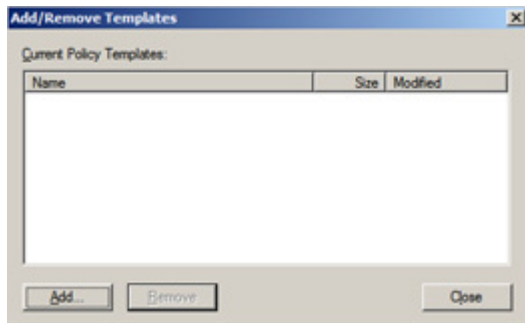 Add/Remove Templates
Current Policy Templates:
Name Size Modified
Add... Remove Close